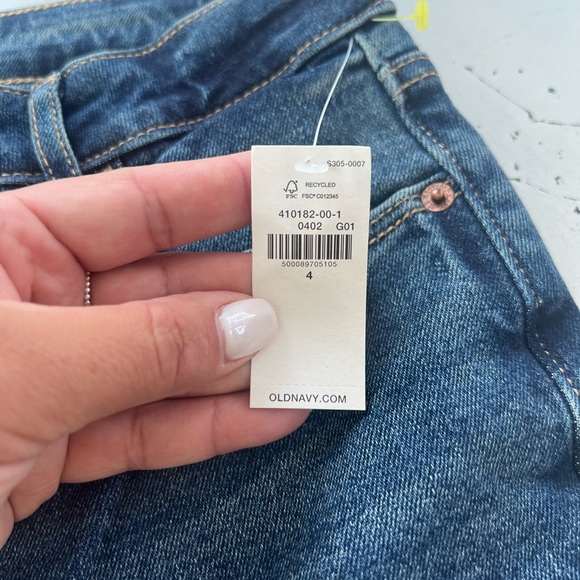 S305-0007
RECYCLED
FSC FSC® C012345
410182-00-1
0402 G01
500089705105
4
OLDNAVY.COM